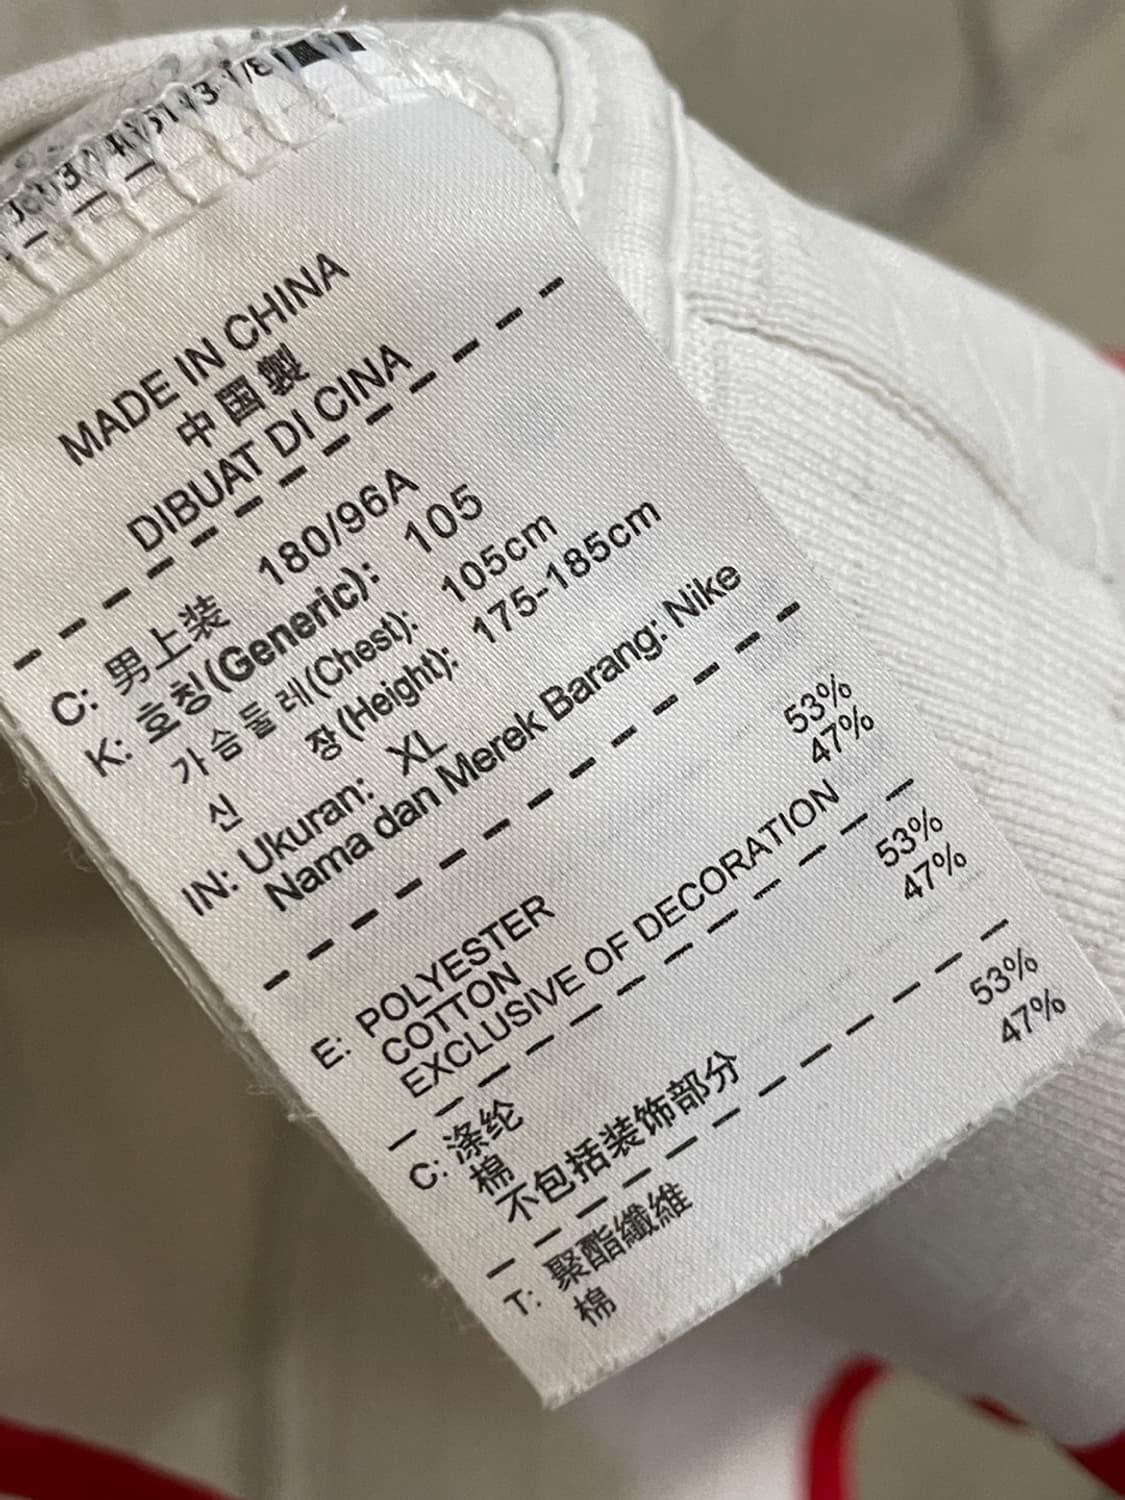 MADE IN CHINA
中国製
DIBUAT DI CINA
C: 男上装 180/96A
K: 호칭(Generic): 105
가슴둘레(Chest): 105cm
신 장(Height): 175-185cm
IN: Ukuran: XL
Nama dan Merek Barang: Nike
E: POLYESTER 53%
COTTON 47%
EXCLUSIVE OF DECORATION
C: 涤纶 53%
棉 47%
不包括装饰部分
T: 聚酯纖維 53%
棉 47%